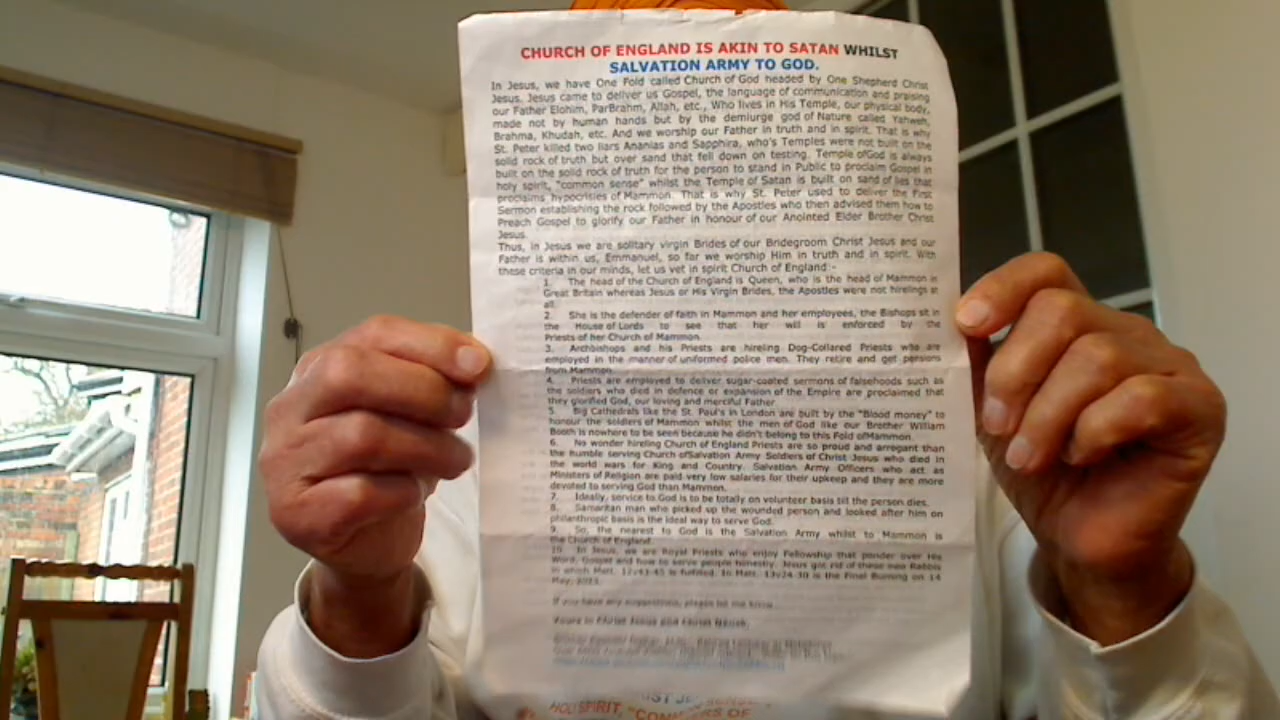 CHURCH OF ENGLAND IS AKIN TO SATAN WHILST
SALVATION ARMY TO GOD.
In Jesus, we have One Fold called Church of God headed by One Shepherd Christ
Jesus. Jesus came to deliver us Gospel, the language of communication and praising
our Father Elohim, ParBrahm, Allah, etc., Who lives in His Temple, our physical body,
made not by human hands but by the demiurge god of Nature called Yahweh,
Brahma, Khudah, etc. And we worship our Father in truth and in spirit. That is why
St. Peter killed two liars Ananias and Sapphira, who's Temples were not built on the
solid rock of truth but over sand that fell down on testing. Temple ofGod is always
built on the solid rock of truth for the person to stand in Public to proclaim Gospel in
holy spirit, "common sense" whilst the Temple of Satan is built on sand of lies that
proclaims hypocrisies of Mammon. That is why St. Peter used to deliver the First
Sermon establishing the rock followed by the Apostles who then advised them how to
Preach Gospel to glorify our Father in honour of our Anointed Elder Brother Christ
Jesus.
Thus, in Jesus we are solitary virgin Brides of our Bridegroom Christ Jesus and our
Father is within us, Emmanuel, so far we worship Him in truth and in spirit. With
these criteria in our minds, let us vet in spirit Church of England:-
1. The head of the Church of England is Queen, who is the head of Mammon in
Great Britain whereas Jesus or His Virgin Brides, the Apostles were not hirelings at
all.
2. She is the defender of faith in Mammon and her employees, the Bishops sit in
the House of Lords to see that her will is enforced by the
Priests of her Church of Mammon.
3. Archbishops and his Priests are hireling Dog-Collared Priests who are
employed in the manner of uniformed police men. They retire and get pensions
from Mammon.
4. Priests are employed to deliver sugar-coated sermons of falsehoods such as
the soldiers who died in defence or expansion of the Empire are proclaimed that
they glorified God, our loving and merciful Father.
5. Big Cathedrals like the St. Paul's in London are built by the "Blood money" to
honour the soldiers of Mammon whilst the men of God like our Brother William
Booth is nowhere to be seen because he didn't belong to this Fold ofMammon.
6. No wonder hireling Church of England Priests are so proud and arrogant than
the humble serving Church ofSalvation Army Soldiers of Christ Jesus who died in
the world wars for King and Country. Salvation Army Officers who act as
Ministers of Religion are paid very low salaries for their upkeep and they are more
devoted to serving God than Mammon.
7. Ideally, service to God is to be totally on volunteer basis till the person dies.
8. Samaritan man who picked up the wounded person and looked after him on
philanthropic basis is the ideal way to serve God.
9. So, the nearest to God is the Salvation Army whilst to Mammon is
the Church of England.
10. In Jesus, we are Royal Priests who enjoy Fellowship that ponder over His
Word, Gospel and how to serve people honestly. Jesus got rid of these new Rabbis
in which Matt. 12:43-45 is fulfilled. In Matt. 13:24-30 is the Final Burning on 14
May,
If you have any suggestions, please let me know.
Yours in Christ Jesus and Christ
SENSE
HOLY SPIRIT, OF